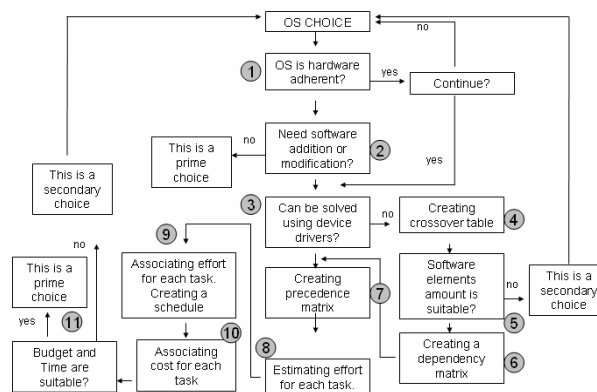 OS CHOICE
no
1
OS is hardware
adherent?
yes
Continue?
no
Need software
addition or
modification?
2
This is a
prime
choice
yes
This is a
secondary
choice
3
Can be solved
using device
drivers?
no
Creating
crossover table
4
9
Associating effort
for each task.
Creating a
schedule
Creating
precedence
matrix
7
Software
elements
amount is
suitable?
5
no
This is a
secondary
choice
no
This is a
prime
choice
yes
11
10
8
Budget and
Time are
suitable?
Associating
cost for each
task
Estimating effort
for each task.
Creating a
dependency
matrix
6